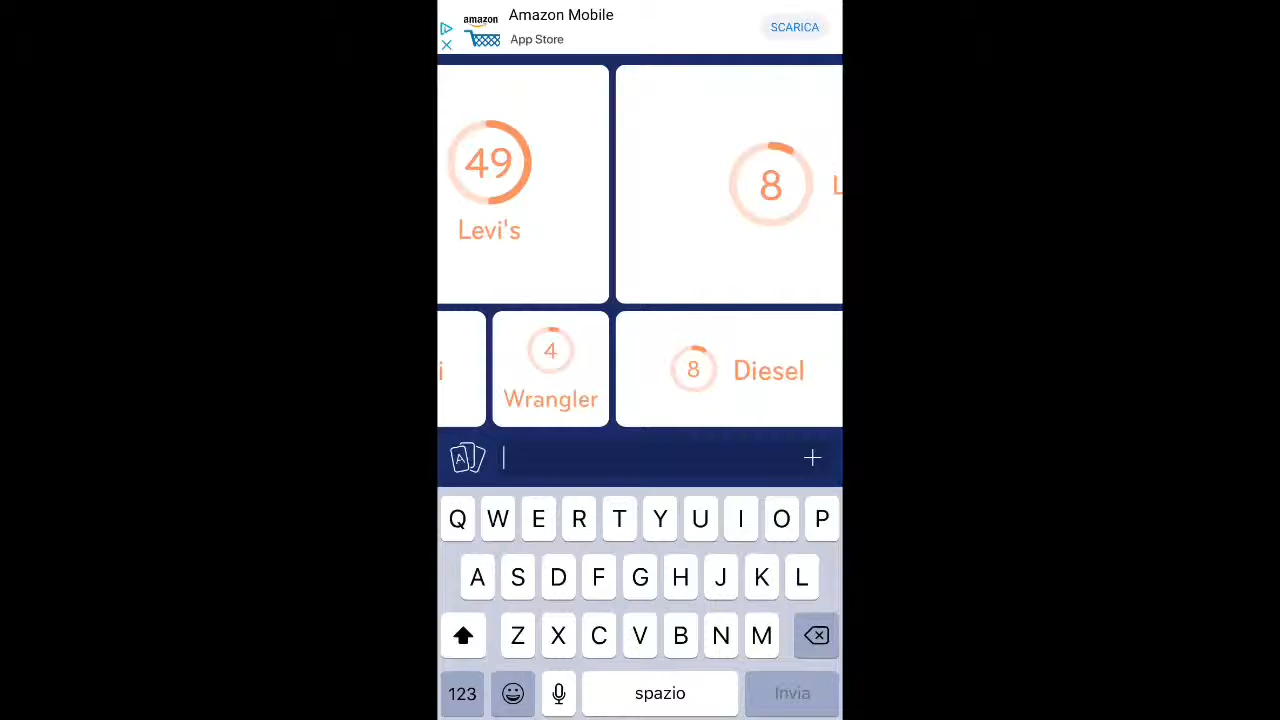 amazon
Amazon Mobile
App Store
SCARICA
49
Levi's
8
L
i
4
Wrangler
8
Diesel
A
Q W E R T Y U I O P
A S D F G H J K L
Z X C V B N M
123
spazio
Invia